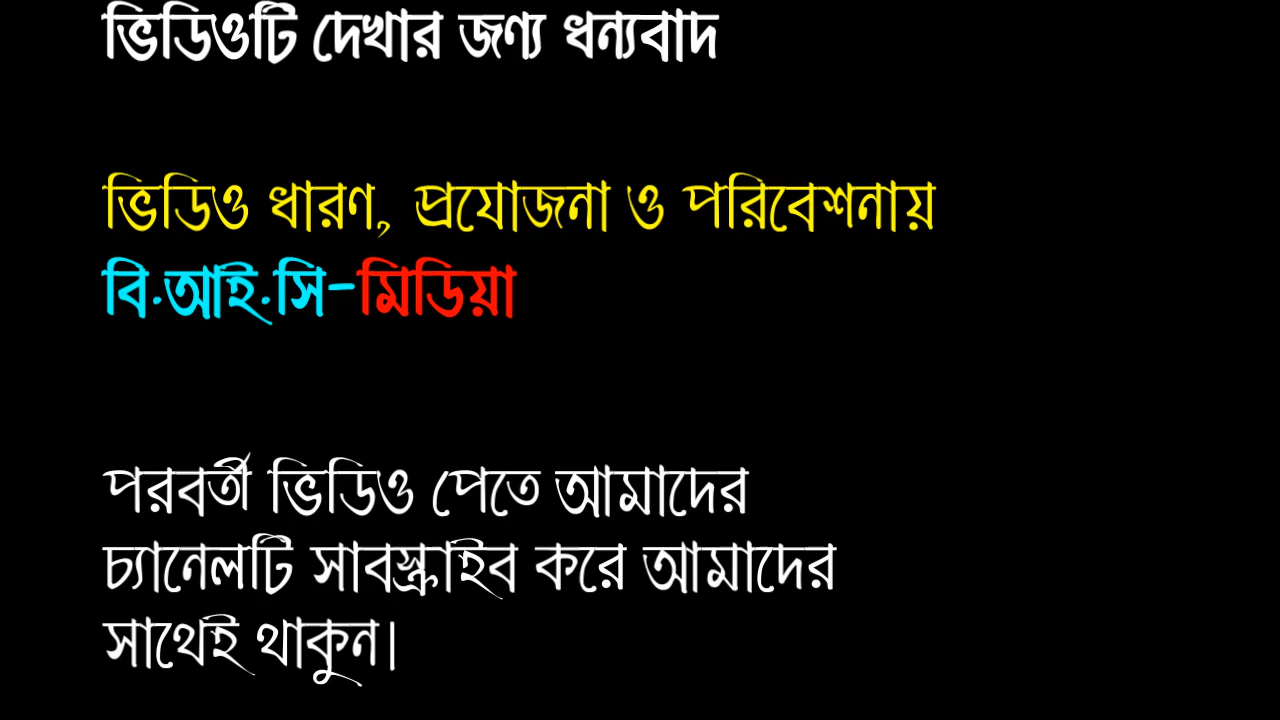 ভিডিওটি দেখার জণ্য ধন্যবাদ
ভিডিও ধারণ, প্রযোজনা ও পরিবেশনায়
বি.আই.সি-মিডিয়া
পরবর্তী ভিডিও পেতে আমাদের
চ্যানেলটি সাবস্ক্রাইব করে আমাদের
সাথেই থাকুন।